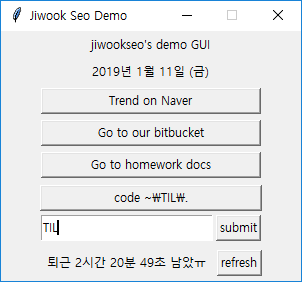 Jiwook Seo Demo
jiwookseo's demo GUI
2019년 1월 11일 (금)
Trend on Naver
Go to our bitbucket
Go to homework docs
code ~₩TIL₩.
TIL submit
퇴근 2시간 20분 49초 남았ㅠ refresh